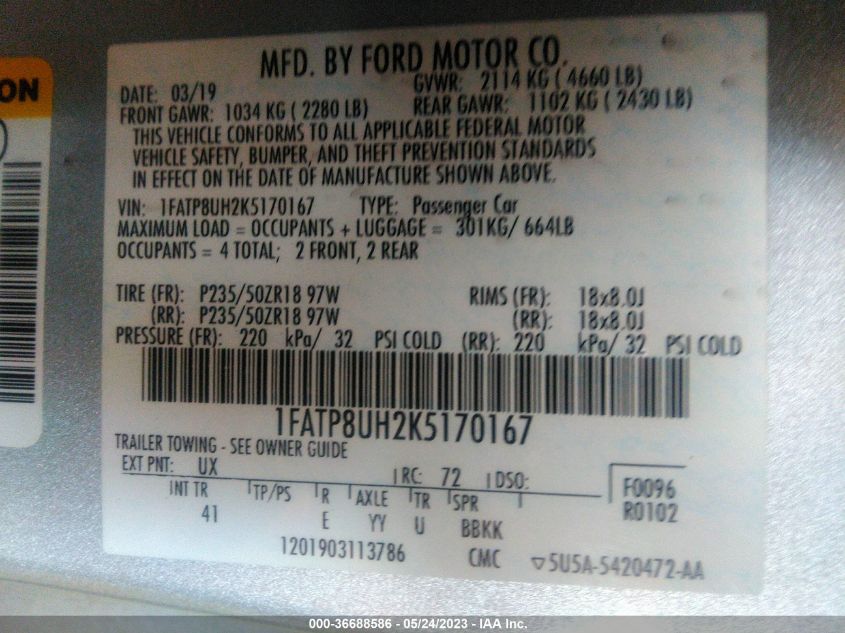 ON
MFD. BY FORD MOTOR CO.
DATE: 03/19 GVWR: 2114 KG ( 4660 LB)
FRONT GAWR: 1034 KG ( 2280 LB) REAR GAWR: 1102 KG ( 2430 LB)
THIS VEHICLE CONFORMS TO ALL APPLICABLE FEDERAL MOTOR
VEHICLE SAFETY, BUMPER, AND THEFT PREVENTION STANDARDS
IN EFFECT ON THE DATE OF MANUFACTURE SHOWN ABOVE.
VIN: 1FATP8UH2K5170167 TYPE: Passenger Car
MAXIMUM LOAD = OCCUPANTS + LUGGAGE = 301KG/ 664LB
OCCUPANTS = 4 TOTAL; 2 FRONT, 2 REAR
TIRE (FR): P235/50ZR18 97W RIMS (FR): 18x8.0J
(RR): P235/50ZR18 97W (RR): 18x8.0J
PRESSURE (FR): 220 kPa/ 32 PSI COLD (RR): 220 kPa/ 32 PSI COLD
1FATP8UH2K5170167
TRAILER TOWING - SEE OWNER GUIDE
EXT PNT: UX RC: 72 DSO: F0096
INT TR TP/PS R AXLE TR SPR R0102
41 E YY U BBKK
1201903113786 CMC ▽5U5A-5420472-AA
000-36688586 - 05/24/2023 - IAA Inc.